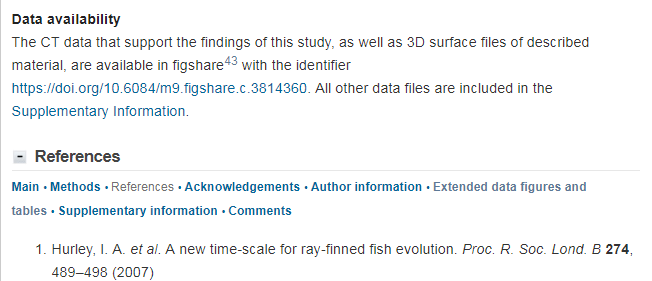 Data availability
The CT data that support the findings of this study, as well as 3D surface files of described
material, are available in figshare43 with the identifier
https://doi.org/10.6084/m9.figshare.c.3814360. All other data files are included in the
Supplementary Information.
- References
Main • Methods • References • Acknowledgements • Author information • Extended data figures and
tables • Supplementary information • Comments
1. Hurley, I. A. et al. A new time-scale for ray-finned fish evolution. Proc. R. Soc. Lond. B 274,
489–498 (2007)